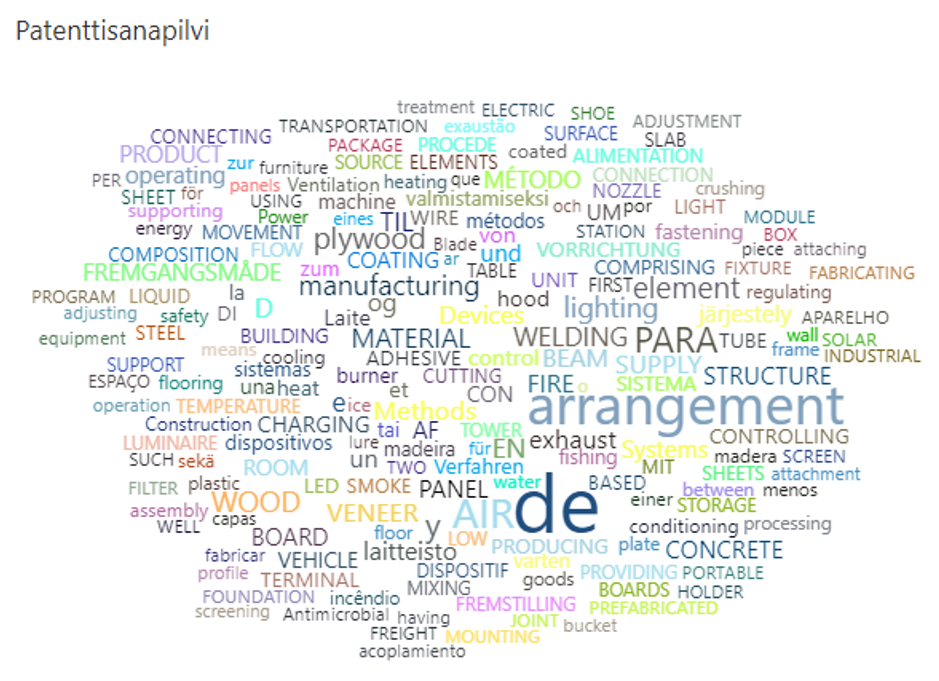 Patenttisanapilvi
treatment ELECTRIC SHOE ADJUSTMENT
TRANSPORTATION exaustão SURFACE SLAB
CONNECTING PACKAGE PROCEDE coated ALIMENTATION
PRODUCT zur furniture SOURCE ELEMENTS CONNECTION
PER operating panels Ventilation heating que MÉTODO NOZZLE crushing
SHEET för USING machine valmistamiseksi och UM por LIGHT MODULE
supporting Power eines TIL WIRE métodos STATION fastening BOX
energy MOVEMENT plywood Blade von VORRICHTUNG piece attaching
COMPOSITION FLOW COATING ar und COMPRISING FIXTURE FABRICATING
FREMGANGSMÅDE zum manufacturing TABLE UNIT FIRST element regulating
PROGRAM LIQUID la D og hood lighting järjestely APARELHO
adjusting safety DI Laite Devices WELDING PARA TUBE wall SOLAR
equipment STEEL BUILDING MATERIAL frame INDUSTRIAL
means cooling ADHESIVE control BEAM SUPPLY STRUCTURE
SUPPORT sistemas burner CUTTING FIRE o SISTEMA
ESPAÇO flooring una heat et CON arrangement
operation TEMPERATURE e ice Methods
Construction CHARGING tai AF TOWER exhaust CONTROLLING
LUMINAIRE dispositivos lure madeira für EN Systems madera SCREEN
SUCH sekä un TWO Verfahren fishing MIT SHEETS attachment
ROOM LED SMOKE PANEL water de BASED between menos
FILTER plastic WOOD VENEER y AIR einer STORAGE
assembly WELL capas floor LOW conditioning processing
BOARD laitteisto PRODUCING plate CONCRETE
fabricar VEHICLE DISPOSITIF varten PROVIDING PORTABLE
profile TERMINAL MIXING goods BOARDS HOLDER
FOUNDATION incêndio FREMSTILLING PREFABRICATED
screening Antimicrobial having JOINT bucket
FREIGHT MOUNTING
acoplamiento